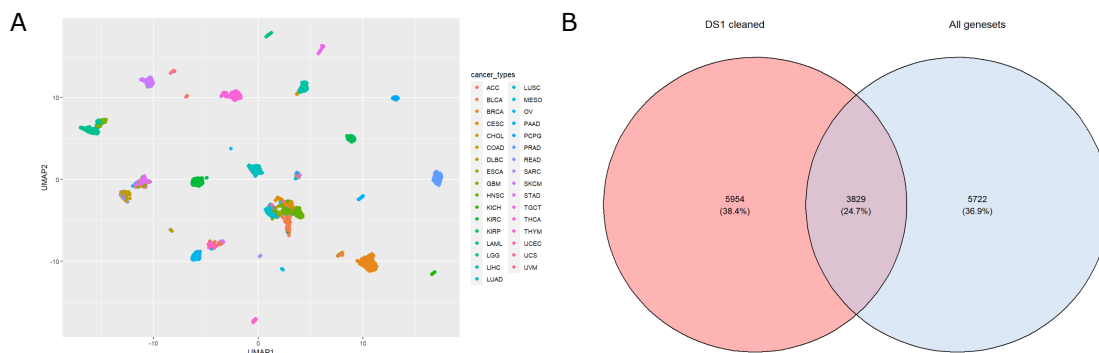 A
UMAP2
10
0
-10
-10
0
10
UMAP1
cancer_types
ACC
BLCA
BRCA
CESC
CHOL
COAD
DLBC
ESCA
GBM
HNSC
KICH
KIRC
KIRP
LAML
LGG
LIHC
LUAD
LUSC
MESO
OV
PAAD
PCPG
PRAD
READ
SARC
SKCM
STAD
TGCT
THCA
THYM
UCEC
UCS
UVM
B
DS1 cleaned
All genesets
5954
(38.4%)
3829
(24.7%)
5722
(36.9%)